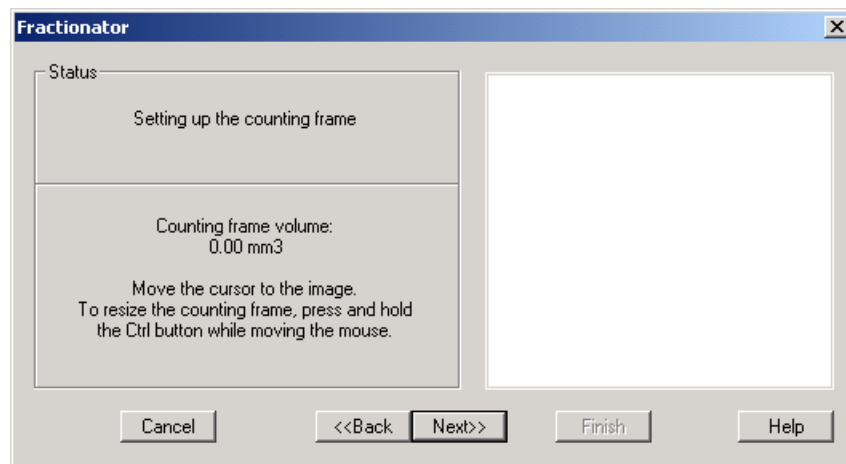 Fractionator
Status
Setting up the counting frame
Counting frame volume:
0.00 mm3
Move the cursor to the image.
To resize the counting frame, press and hold
the Ctrl button while moving the mouse.
Cancel
<<Back
Next>>
Finish
Help